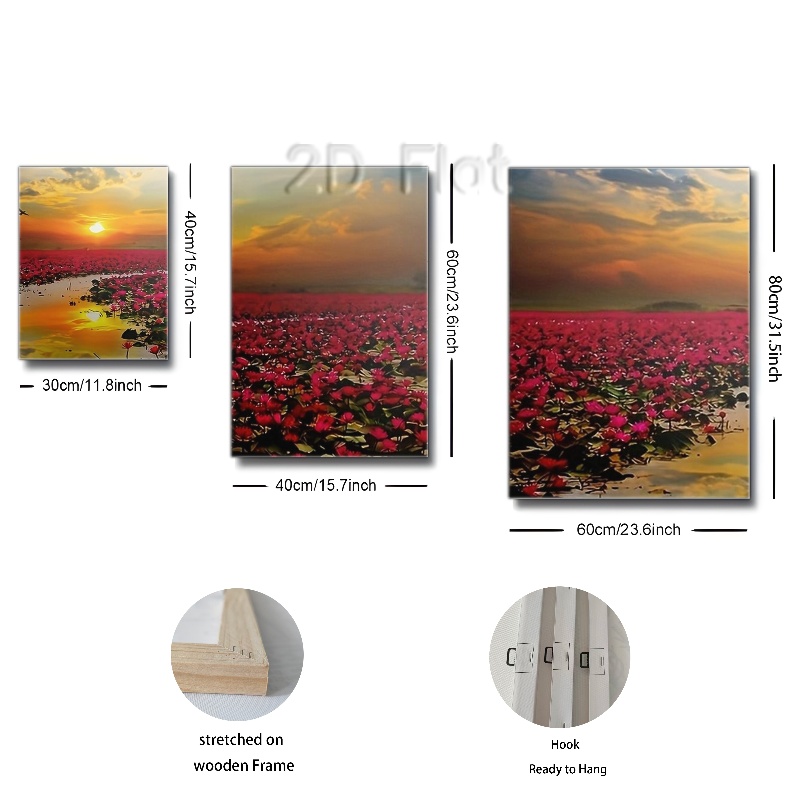 2D Flat
40cm/15.7inch
30cm/11.8inch
60cm/23.6inch
40cm/15.7inch
80cm/31.5inch
60cm/23.6inch
stretched on
wooden Frame
Hook
Ready to Hang